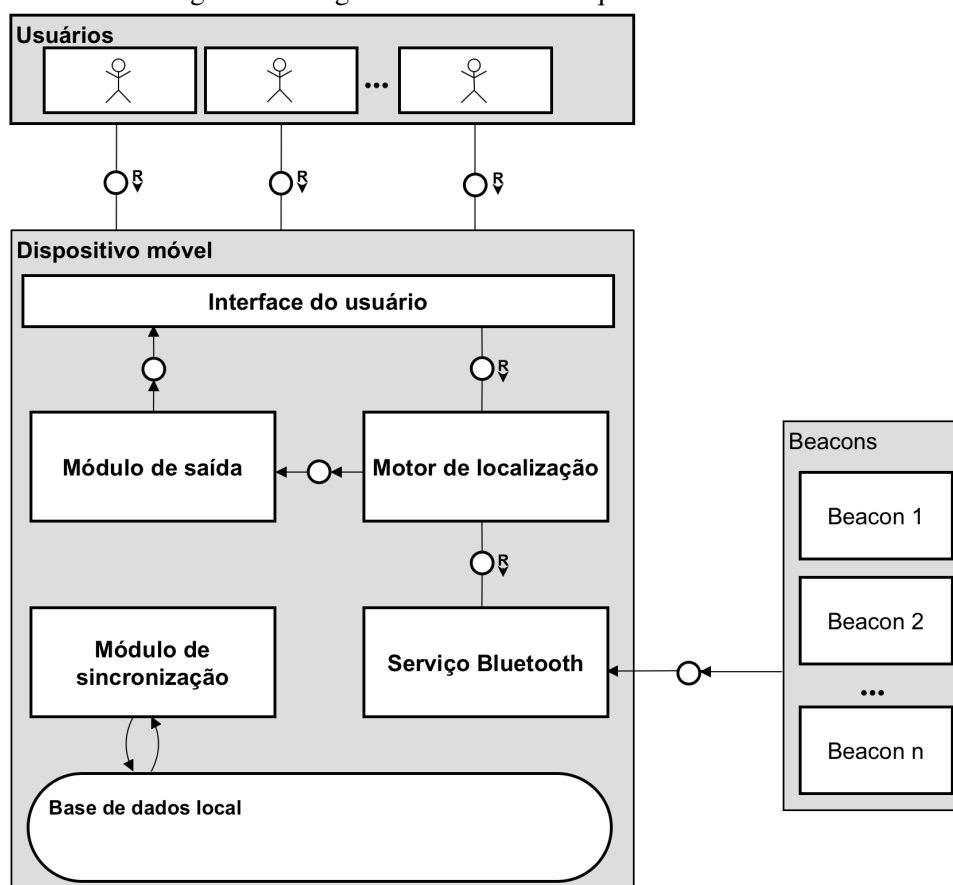 Usuários
...
R
R
R
Dispositivo móvel
Interface do usuário
R
Módulo de saída
Motor de localização
Beacons
Beacon 1
R
Beacon 2
Módulo de
sincronização
Serviço Bluetooth
...
Beacon n
Base de dados local